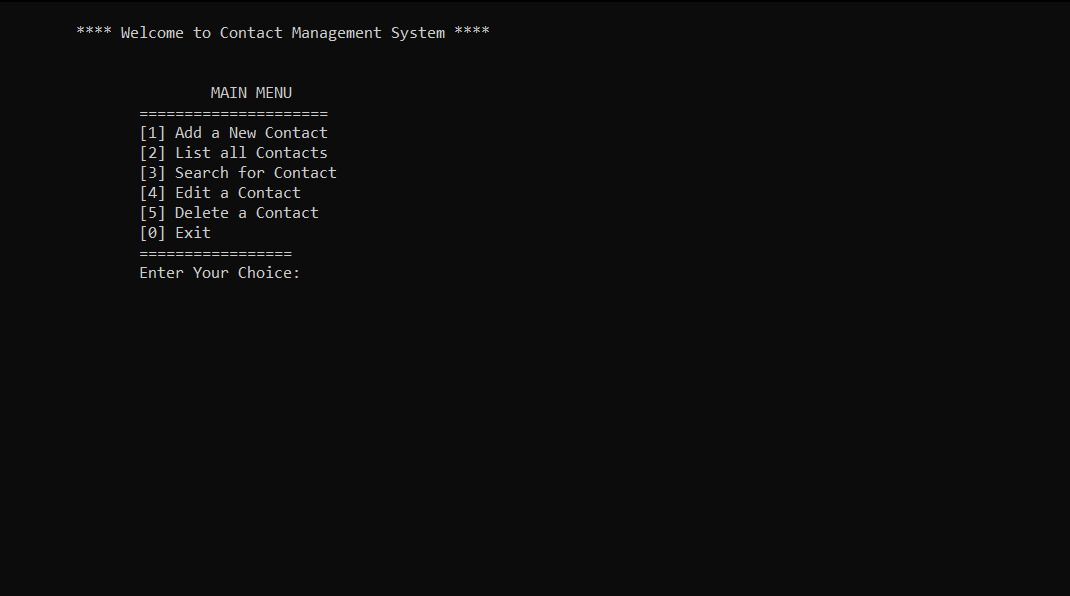 **** Welcome to Contact Management System ****
MAIN MENU
=====================
[1] Add a New Contact
[2] List all Contacts
[3] Search for Contact
[4] Edit a Contact
[5] Delete a Contact
[0] Exit
=================
Enter Your Choice: